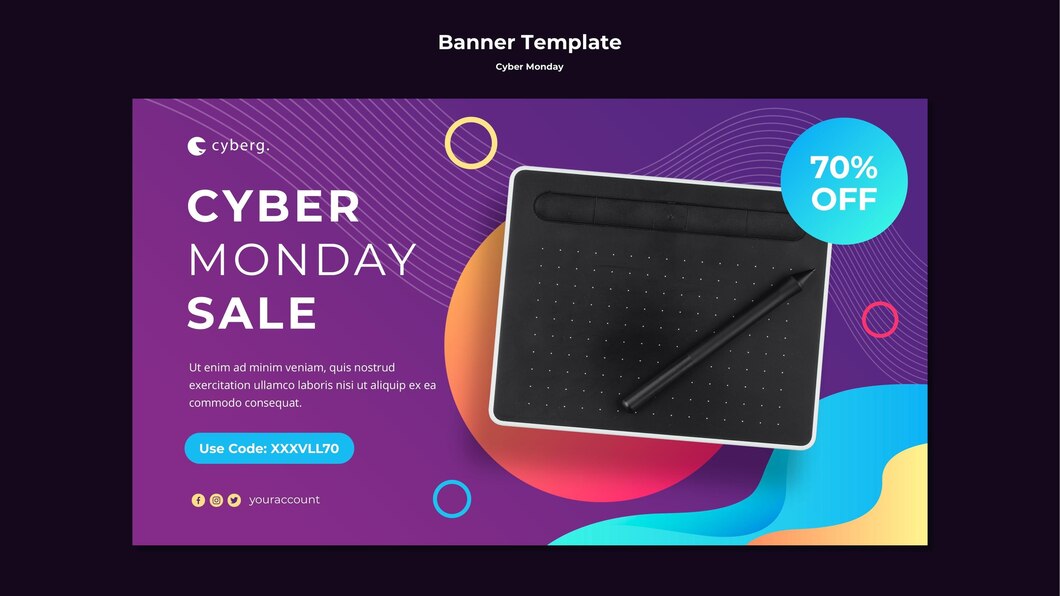 Banner Template
Cyber Monday
cyberg.
70%
OFF
CYBER
MONDAY
SALE
Ut enim ad minim veniam, quis nostrud
exercitation ullamco laboris nisi ut aliquip ex ea
commodo consequat.
Use Code: XXXVLL70
youraccount